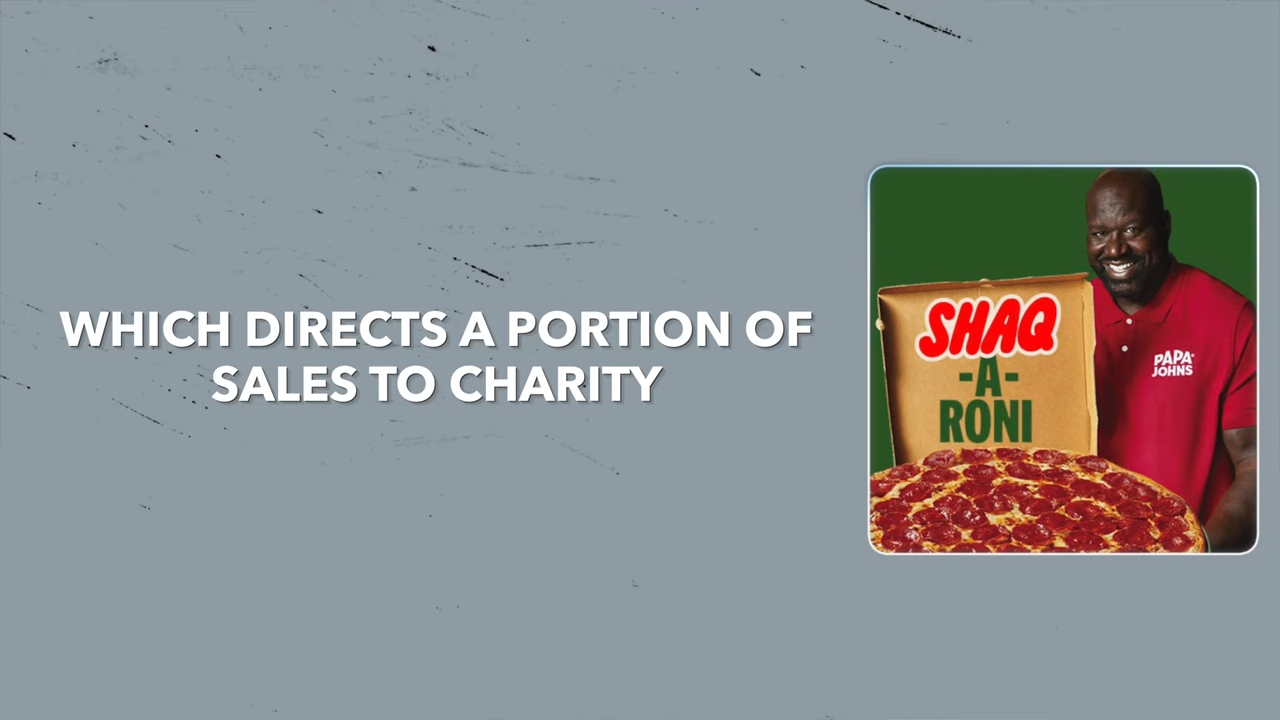 WHICH DIRECTS A PORTION OF
SALES TO CHARITY
SHAQ
-A-
RONI
PAPA
JOHNS